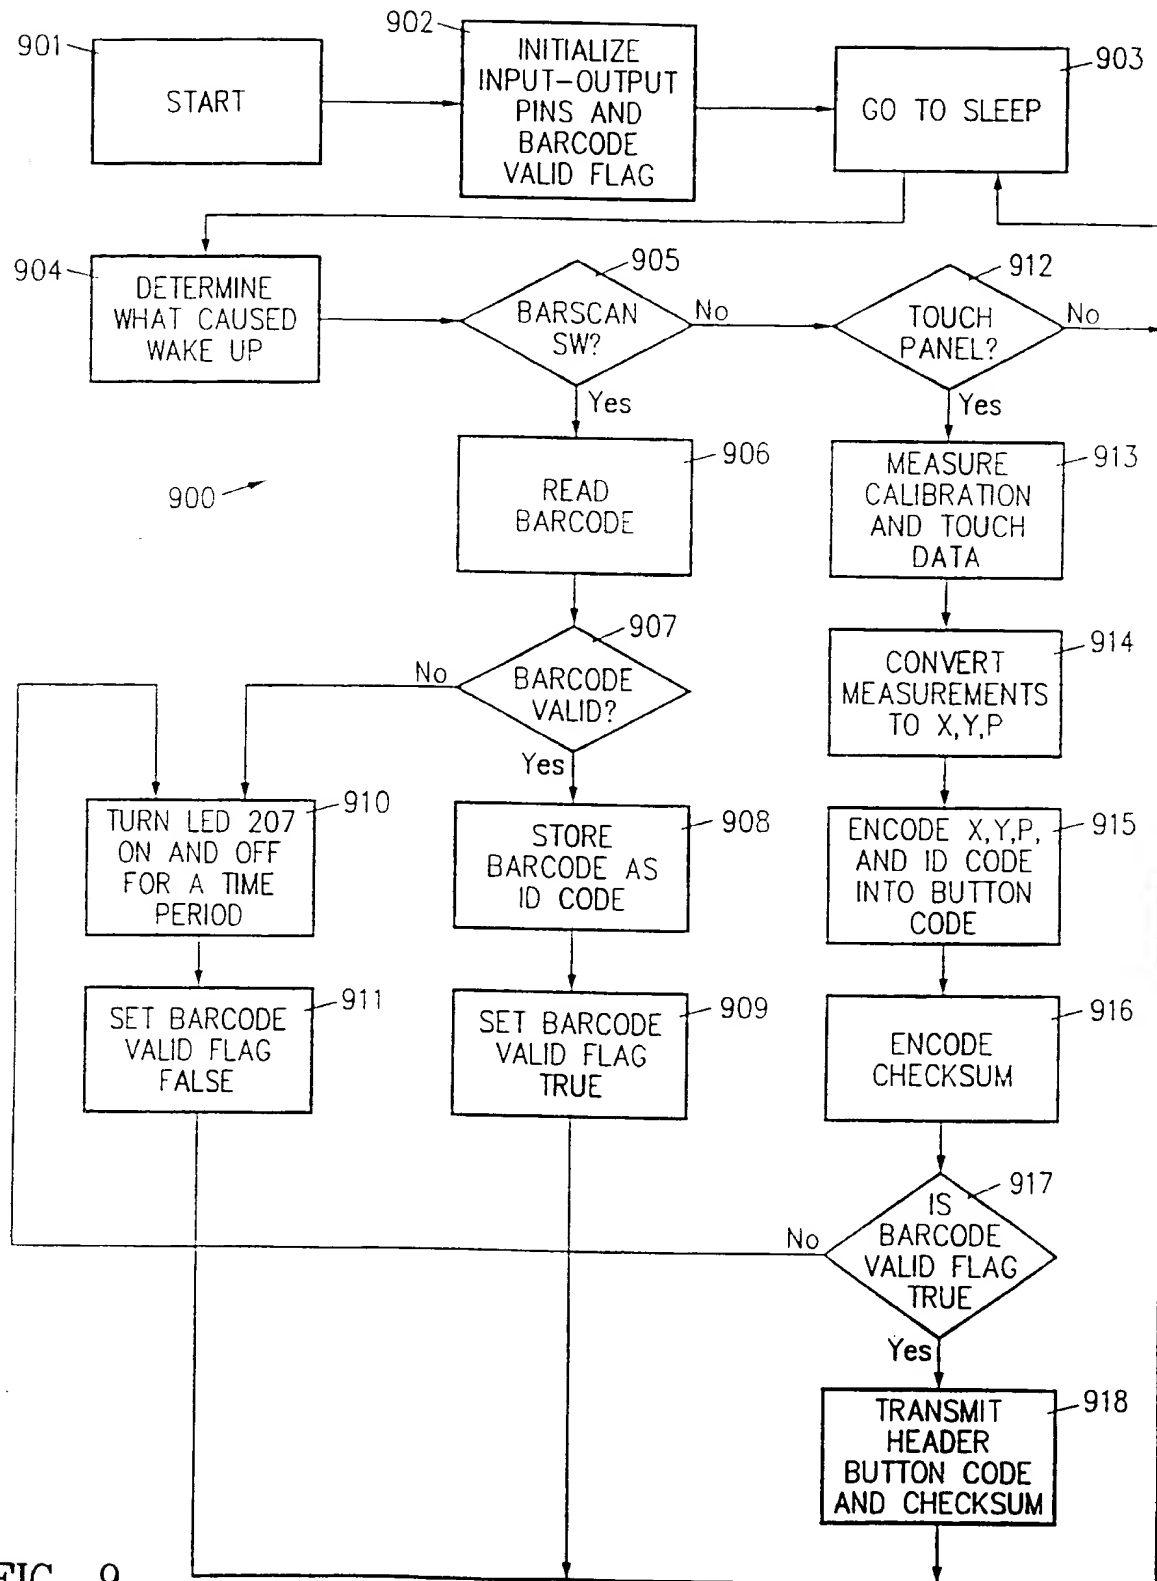 901
START
902
INITIALIZE
INPUT-OUTPUT
PINS AND
BARCODE
VALID FLAG
903
GO TO SLEEP
904
DETERMINE
WHAT CAUSED
WAKE UP
905
BARSCAN
SW?
No
Yes
912
TOUCH
PANEL?
No
Yes
900
906
READ
BARCODE
913
MEASURE
CALIBRATION
AND TOUCH
DATA
907
BARCODE
VALID?
No
Yes
914
CONVERT
MEASUREMENTS
TO X,Y,P
910
TURN LED 207
ON AND OFF
FOR A TIME
PERIOD
908
STORE
BARCODE AS
ID CODE
915
ENCODE X,Y,P,
AND ID CODE
INTO BUTTON
CODE
911
SET BARCODE
VALID FLAG
FALSE
909
SET BARCODE
VALID FLAG
TRUE
916
ENCODE
CHECKSUM
917
IS
BARCODE
VALID FLAG
TRUE
No
Yes
918
TRANSMIT
HEADER
BUTTON CODE
AND CHECKSUM
FIG. 9